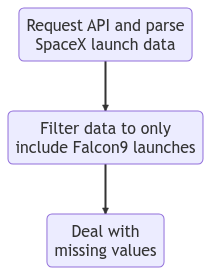 Request API and parse
SpaceX launch data
Filter data to only
include Falcon9 launches
Deal with
missing values